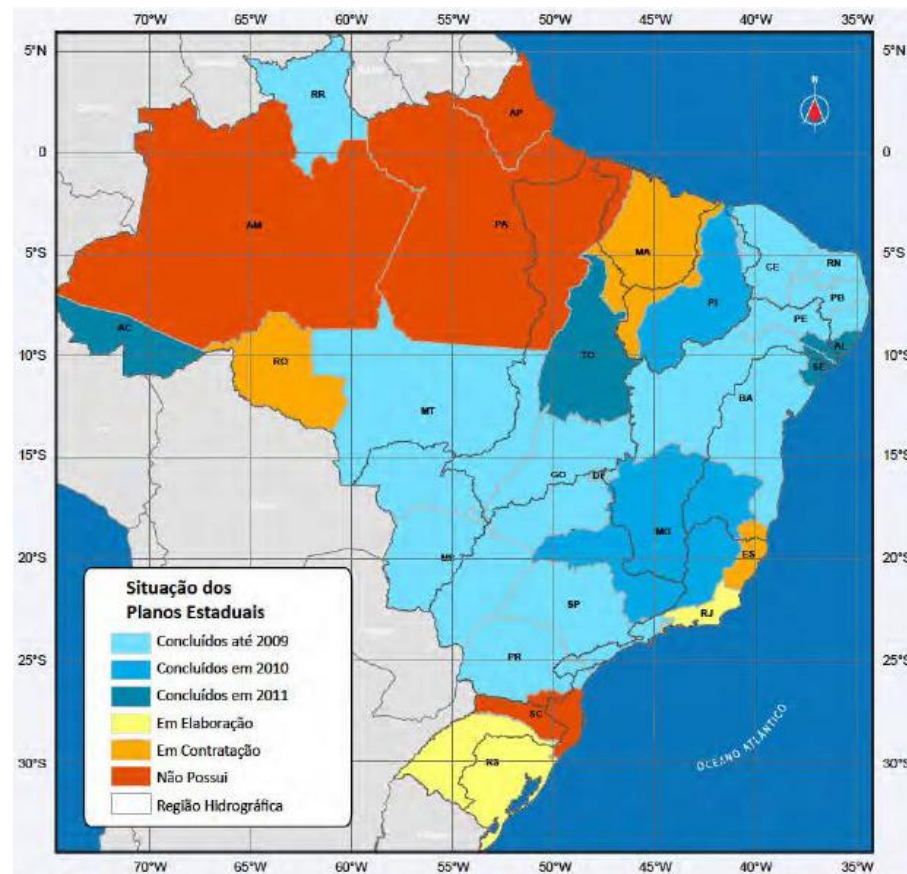 70°W 65°W 60°W 55°W 50°W 45°W 40°W 35°W
5°N 5°N
N
RR
AP
0 0
AM
PA
MA
5°S 5°S
CE
RN
PI
PB
PE
AC
AL
10°S 10°S
RO
TO
SE
MT
BA
15°S 15°S
GO
DF
MG
MS
ES
20°S 20°S
SP
RJ
PR
25°S 25°S
SC
RS
30°S 30°S
OCEANO ATLÂNTICO
Situação dos
Planos Estaduais
Concluídos até 2009
Concluídos em 2010
Concluídos em 2011
Em Elaboração
Em Contratação
Não Possui
Região Hidrográfica
70°W 65°W 60°W 55°W 50°W 45°W 40°W 35°W